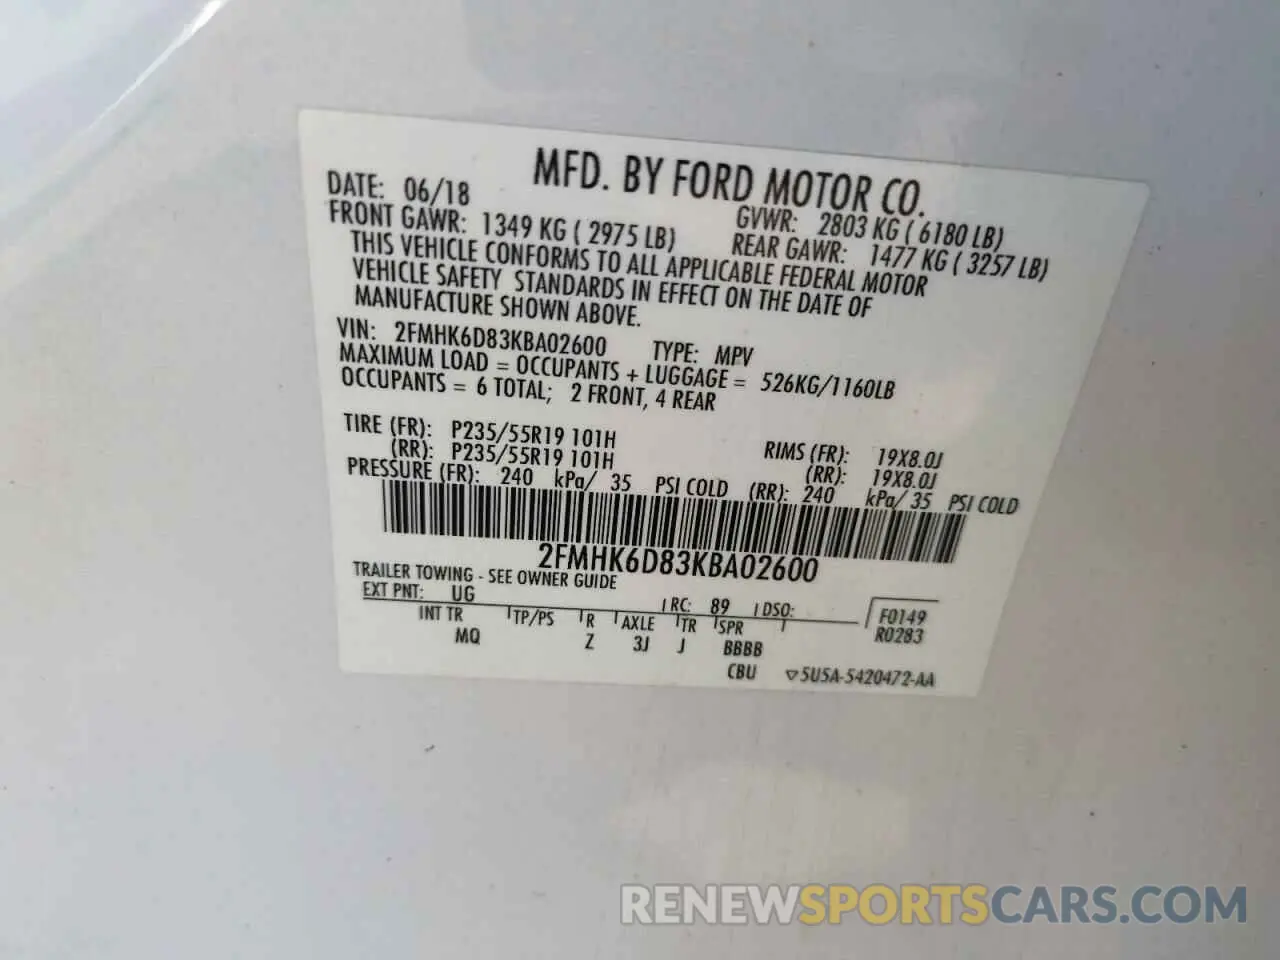 MFD. BY FORD MOTOR CO.
DATE: 06/18 GVWR: 2803 KG ( 6180 LB)
FRONT GAWR: 1349 KG ( 2975 LB) REAR GAWR: 1477 KG ( 3257 LB)
THIS VEHICLE CONFORMS TO ALL APPLICABLE FEDERAL MOTOR
VEHICLE SAFETY STANDARDS IN EFFECT ON THE DATE OF
MANUFACTURE SHOWN ABOVE.
VIN: 2FMHK6D83KBA02600 TYPE: MPV
MAXIMUM LOAD = OCCUPANTS + LUGGAGE = 526KG/1160LB
OCCUPANTS = 6 TOTAL; 2 FRONT, 4 REAR
TIRE (FR): P235/55R19 101H RIMS (FR): 19X8.0J
(RR): P235/55R19 101H (RR): 19X8.0J
PRESSURE (FR): 240 kPa/ 35 PSI COLD (RR): 240 kPa/ 35 PSI COLD
2FMHK6D83KBA02600
TRAILER TOWING - SEE OWNER GUIDE
EXT PNT: UG RC: 89 DSO: F0149
INT TR TP/PS R AXLE TR SPR R0283
MQ Z 3J J BBBB
CBU ▽5U5A-5420472-AA
RENEWSPORTSCARS.COM